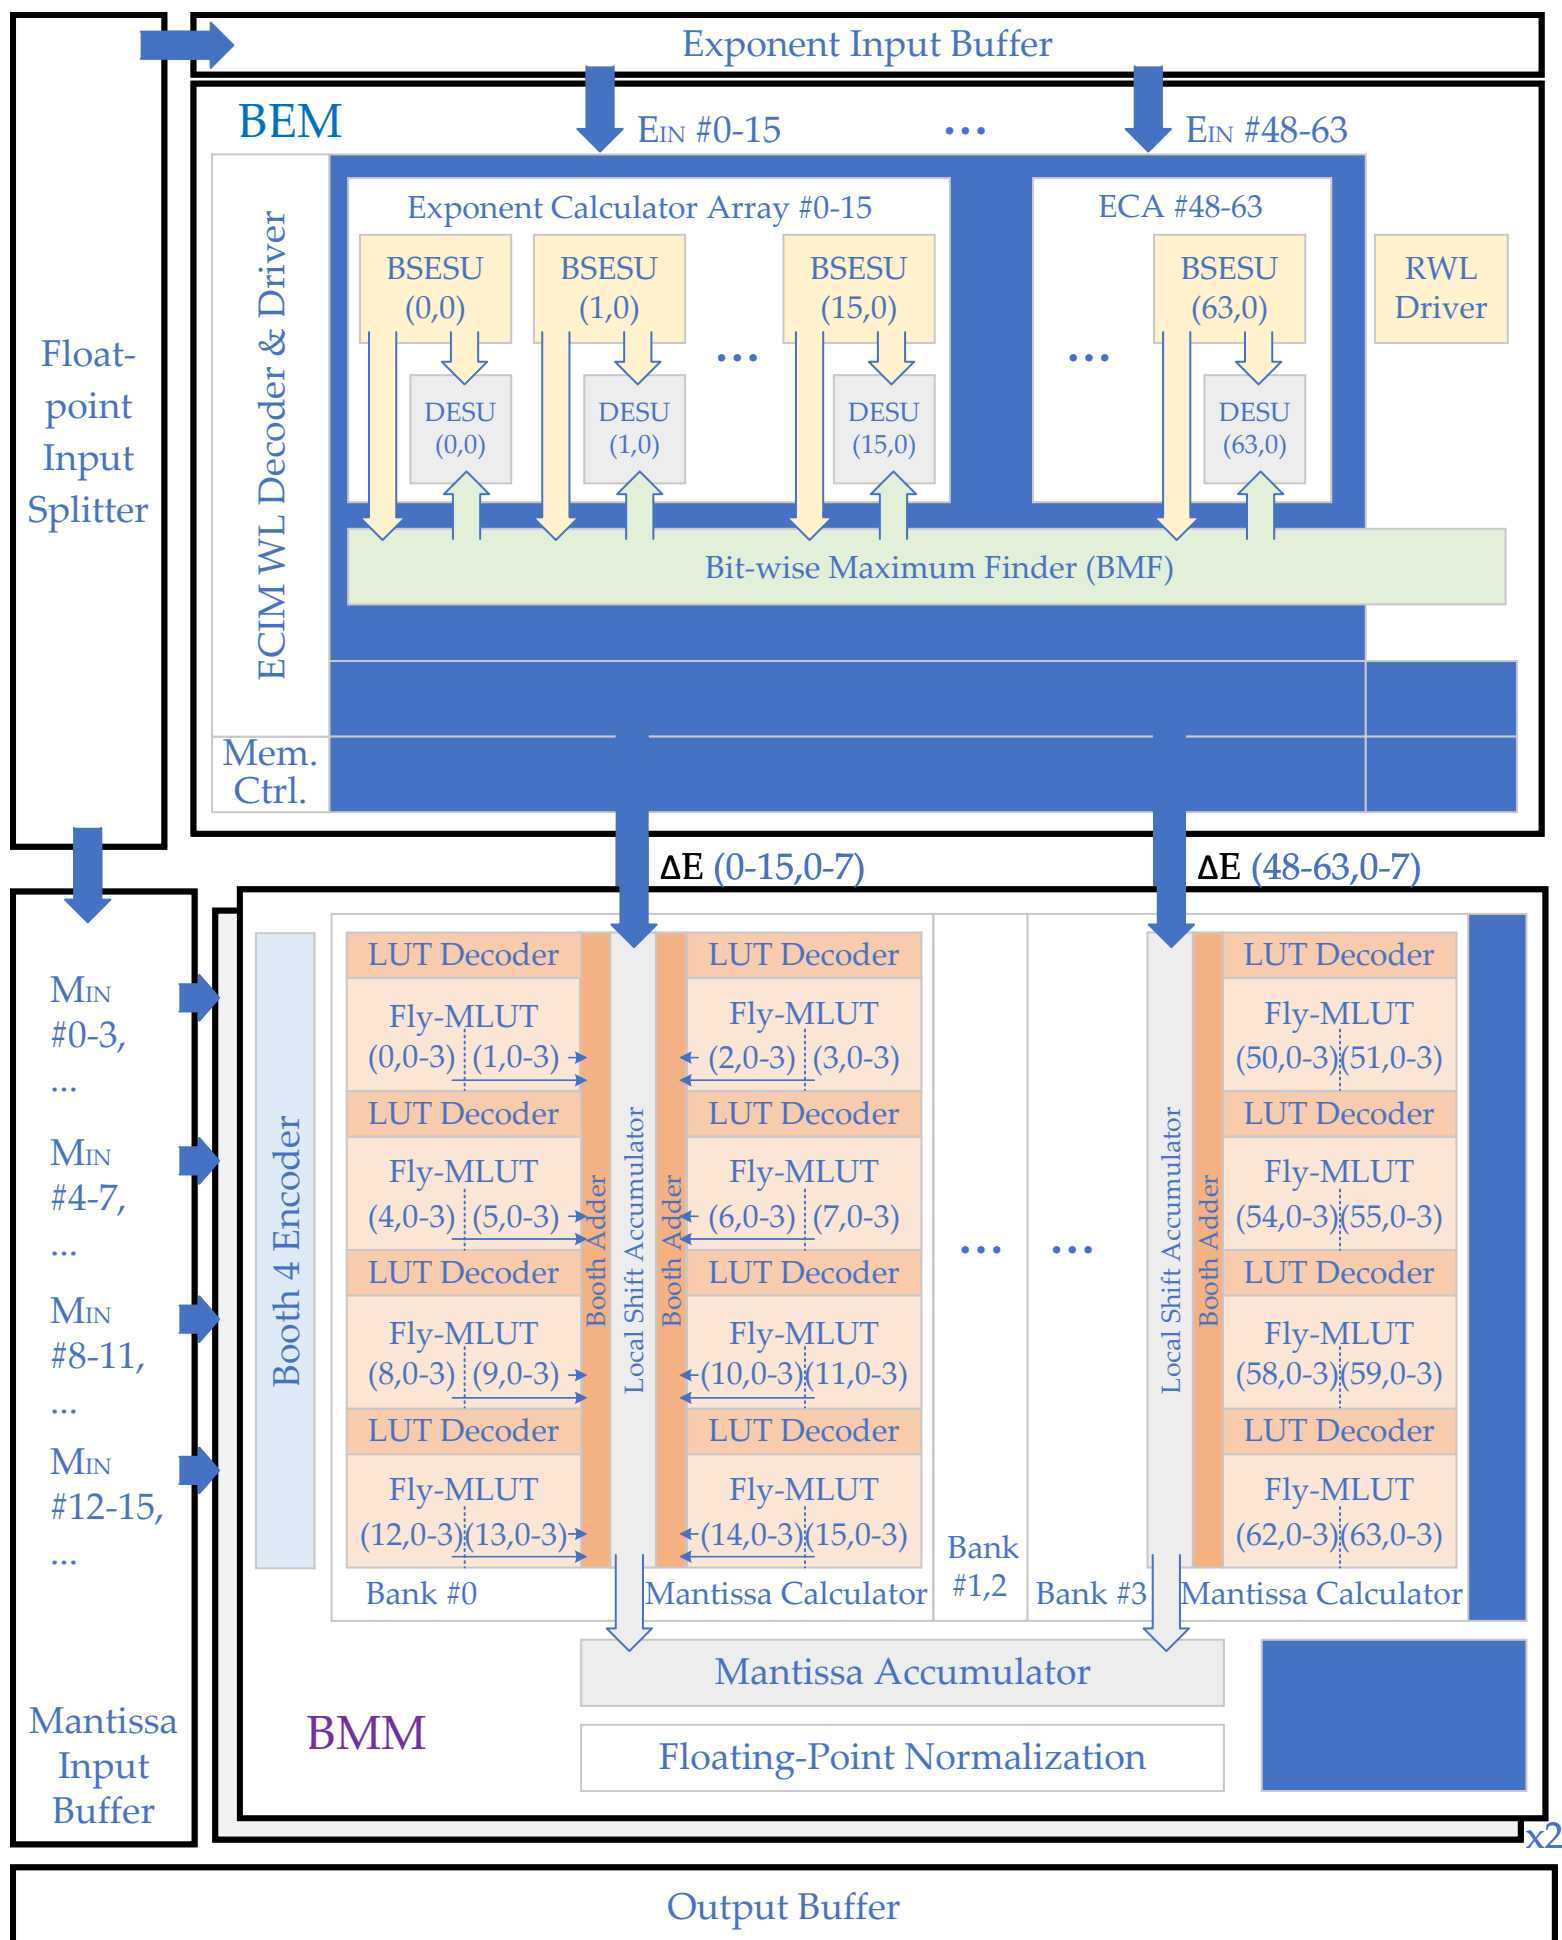 Exponent Input Buffer
BEM
EIN #0-15
...
EIN #48-63
Float-
point
Input
Splitter
ECIM WL Decoder & Driver
Exponent Calculator Array #0-15
ECA #48-63
BSESU
(0,0)
BSESU
(1,0)
BSESU
(15,0)
BSESU
(63,0)
RWL
Driver
...
...
DESU
(0,0)
DESU
(1,0)
DESU
(15,0)
DESU
(63,0)
Bit-wise Maximum Finder (BMF)
Mem.
Ctrl.
ΔE (0-15,0-7)
ΔE (48-63,0-7)
MIN
#0-3,
...
MIN
#4-7,
...
MIN
#8-11,
...
MIN
#12-15,
...
Mantissa
Input
Buffer
Booth 4 Encoder
LUT Decoder
Fly-MLUT
(0,0-3) (1,0-3)
LUT Decoder
Fly-MLUT
(4,0-3) (5,0-3)
LUT Decoder
Fly-MLUT
(8,0-3) (9,0-3)
LUT Decoder
Fly-MLUT
(12,0-3)(13,0-3)
Bank #0
Booth Adder
Local Shift Accumulator
Booth Adder
LUT Decoder
Fly-MLUT
(2,0-3) (3,0-3)
LUT Decoder
Fly-MLUT
(6,0-3) (7,0-3)
LUT Decoder
Fly-MLUT
(10,0-3)(11,0-3)
LUT Decoder
Fly-MLUT
(14,0-3)(15,0-3)
Mantissa Calculator
...
Bank
#1,2
...
Bank #3
Local Shift Accumulator
Booth Adder
LUT Decoder
Fly-MLUT
(50,0-3)(51,0-3)
LUT Decoder
Fly-MLUT
(54,0-3)(55,0-3)
LUT Decoder
Fly-MLUT
(58,0-3)(59,0-3)
LUT Decoder
Fly-MLUT
(62,0-3)(63,0-3)
Mantissa Calculator
Mantissa Accumulator
BMM
Floating-Point Normalization
x2
Output Buffer